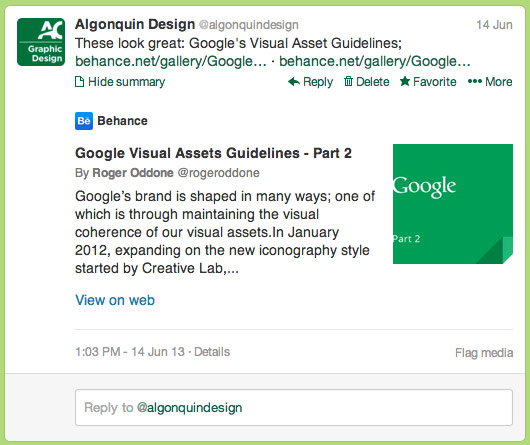 AC
Graphic
Design
Algonquin Design @algonquindesign 14 Jun
These look great: Google's Visual Asset Guidelines;
behance.net/gallery/Google… · behance.net/gallery/Google…
Hide summary Reply Delete Favorite More
Bē Behance
Google Visual Assets Guidelines - Part 2
By Roger Oddone @rogeroddone
Google’s brand is shaped in many ways; one of
which is through maintaining the visual
coherence of our visual assets.In January
2012, expanding on the new iconography style
started by Creative Lab,...
Google
Part 2
View on web
1:03 PM - 14 Jun 13 · Details Flag media
Reply to @algonquindesign